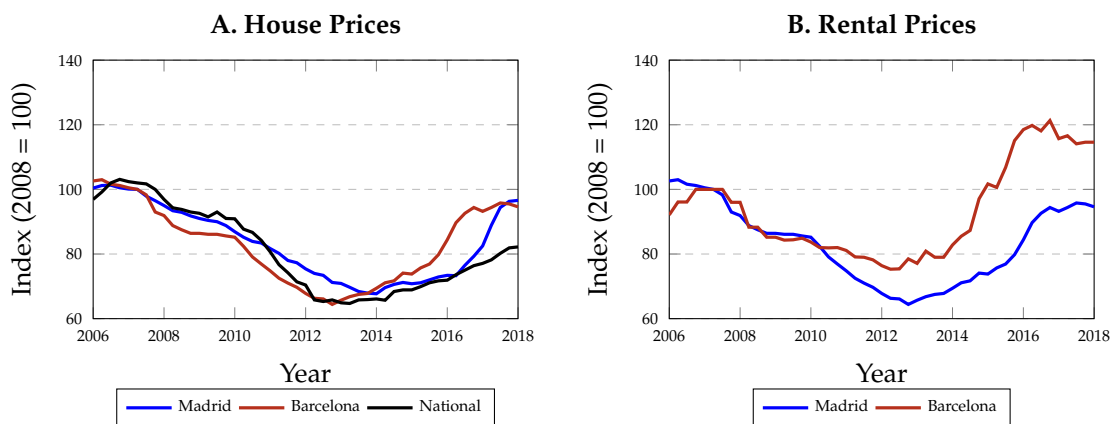 A. House Prices
Index (2008 = 100)
140
120
100
80
60
2006 2008 2010 2012 2014 2016 2018
Year
Madrid Barcelona National
B. Rental Prices
Index (2008 = 100)
140
120
100
80
60
2006 2008 2010 2012 2014 2016 2018
Year
Madrid Barcelona